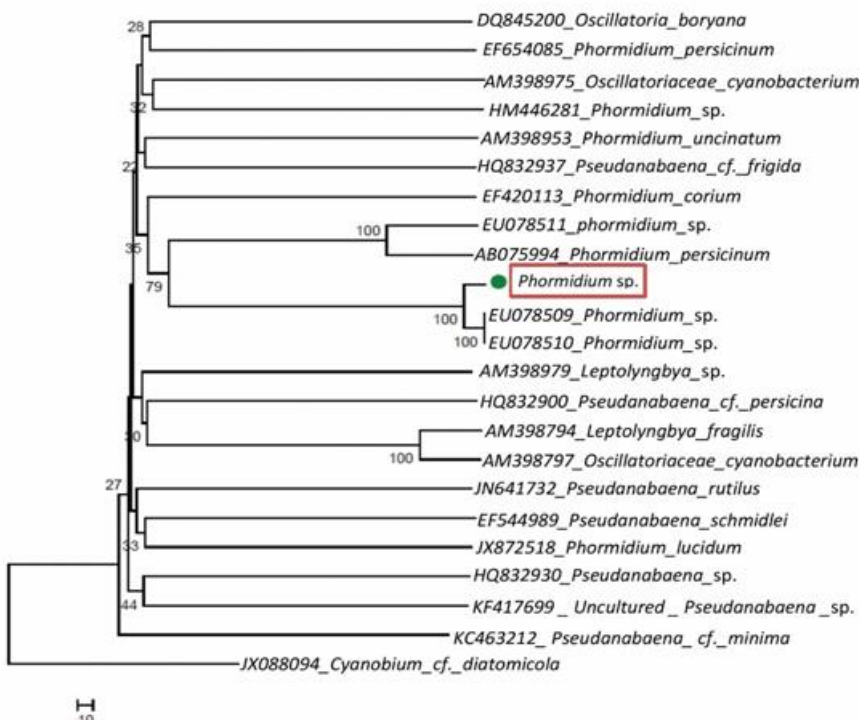 28
DQ845200_Oscillatoria_boryana
EF654085_Phormidium_persicinum
AM398975_Oscillatoriaceae_cyanobacterium
32
HM446281_Phormidium_sp.
AM398953_Phormidium_uncinatum
22
HQ832937_Pseudanabaena_cf._frigida
EF420113_Phormidium_corium
EU078511_phormidium_sp.
100
35
AB075994_Phormidium_persicinum
79
Phormidium sp.
100
EU078509_Phormidium_sp.
100
EU078510_Phormidium_sp.
AM398979_Leptolyngbya_sp.
HQ832900_Pseudanabaena_cf._persicina
30
AM398794_Leptolyngbya_fragilis
100
AM398797_Oscillatoriaceae_cyanobacterium
27
JN641732_Pseudanabaena_rutilus
EF544989_Pseudanabaena_schmidlei
33
JX872518_Phormidium_lucidum
HQ832930_Pseudanabaena_sp.
44
KF417699 _ Uncultured _ Pseudanabaena _ sp.
KC463212_ Pseudanabaena_ cf._minima
JX088094_Cyanobium_cf._diatomicola
10